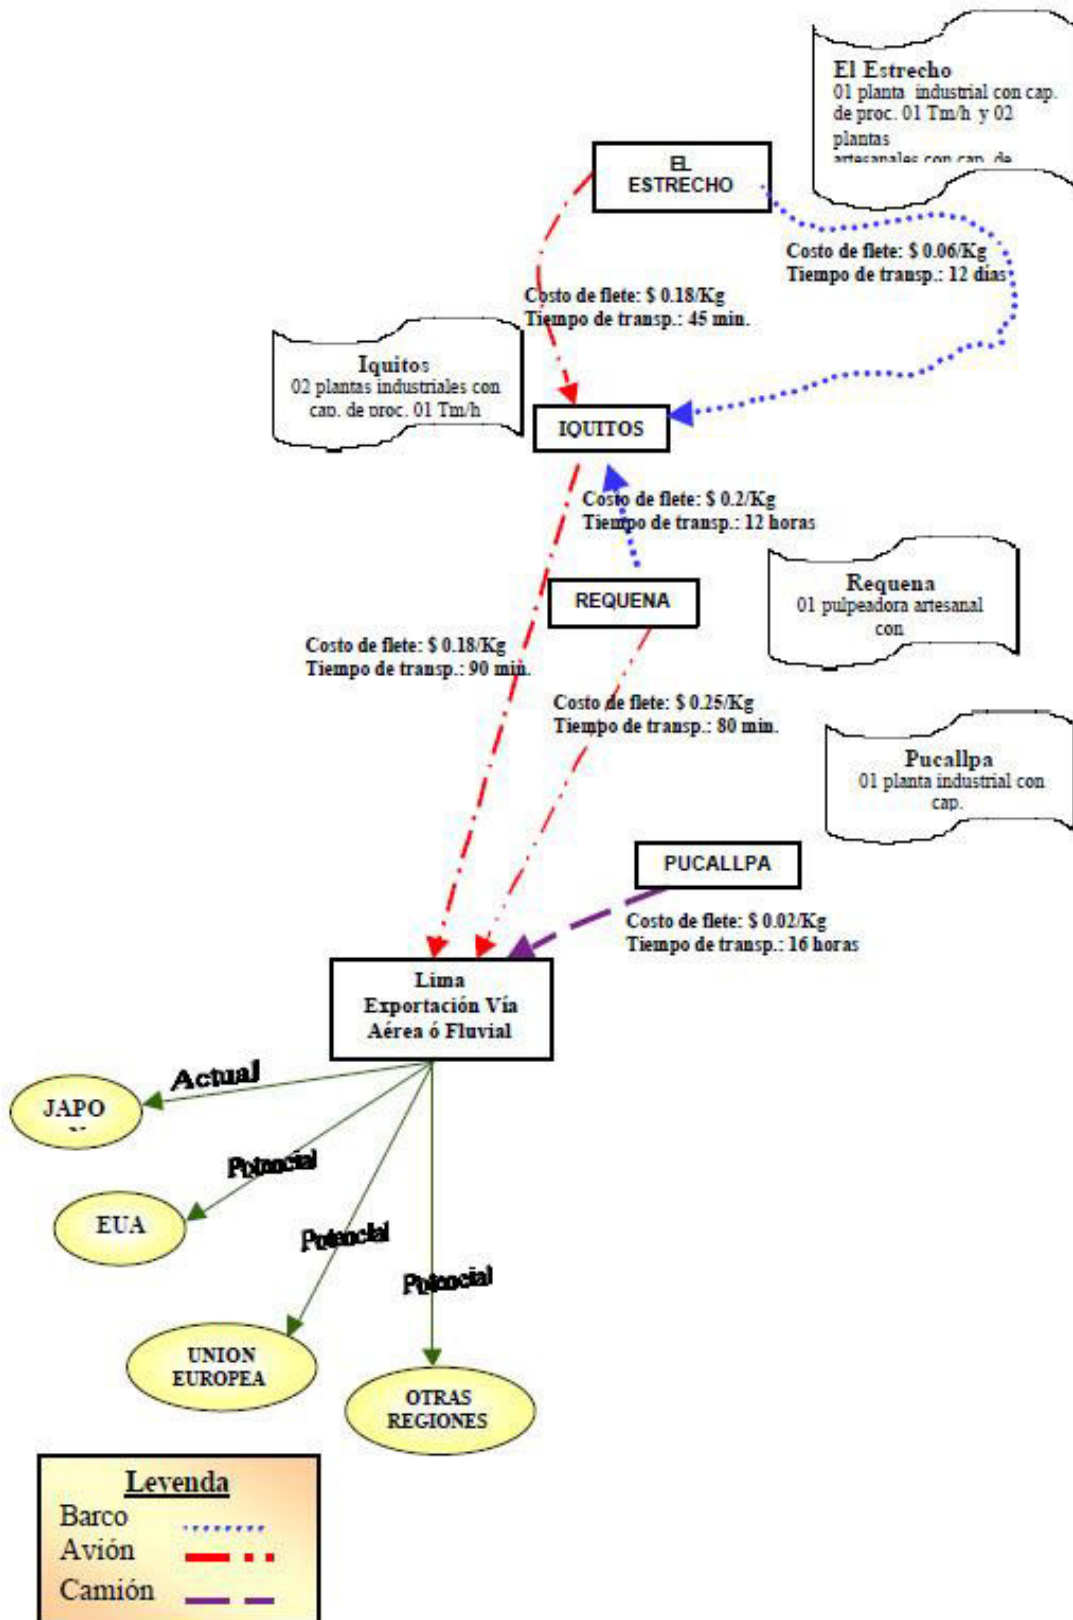 El Estrecho
01 planta industrial con cap.
de proc. 01 Tm/h y 02
plantas
artesanales con cap. de
EL
ESTRECHO
Costo de flete: $ 0.06/Kg
Tiempo de transp.: 12 días
Costo de flete: $ 0.18/Kg
Tiempo de transp.: 45 min.
Iquitos
02 plantas industriales con
cap. de proc. 01 Tm/h
IQUITOS
Costo de flete: $ 0.2/Kg
Tiempo de transp.: 12 horas
Requena
01 pulpeadora artesanal
con
REQUENA
Costo de flete: $ 0.18/Kg
Tiempo de transp.: 90 min.
Costo de flete: $ 0.25/Kg
Tiempo de transp.: 80 min.
Pucallpa
01 planta industrial con
cap.
PUCALLPA
Costo de flete: $ 0.02/Kg
Tiempo de transp.: 16 horas
Lima
Exportación Vía
Aérea ó Fluvial
Actual
JAPO
Potencial
EUA
Potencial
Potencial
UNION
EUROPEA
OTRAS
REGIONES
Leyenda
Barco
Avión
Camión